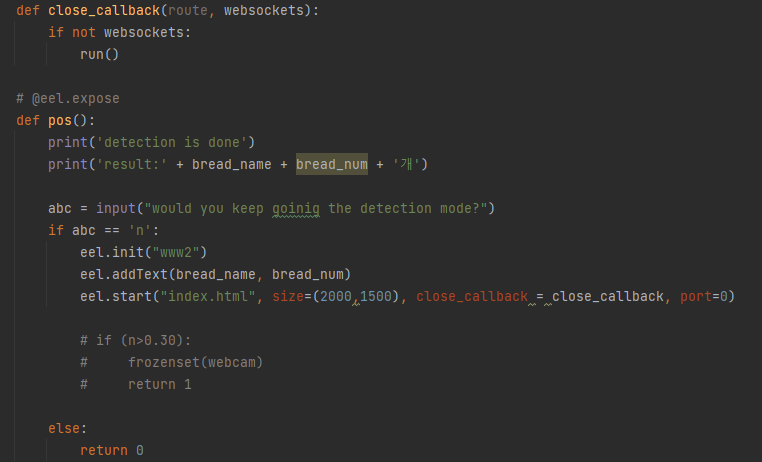 def close_callback(route, websockets):
    if not websockets:
        run()
# @eel.expose
def pos():
    print('detection is done')
    print('result:' + bread_name + bread_num + '개')
    abc = input("would you keep goinig the detection mode?")
    if abc == 'n':
        eel.init("www2")
        eel.addText(bread_name, bread_num)
        eel.start("index.html", size=(2000,1500), close_callback = close_callback, port=0)
        # if (n>0.30):
        #     frozenset(webcam)
        #     return 1
    else:
        return 0